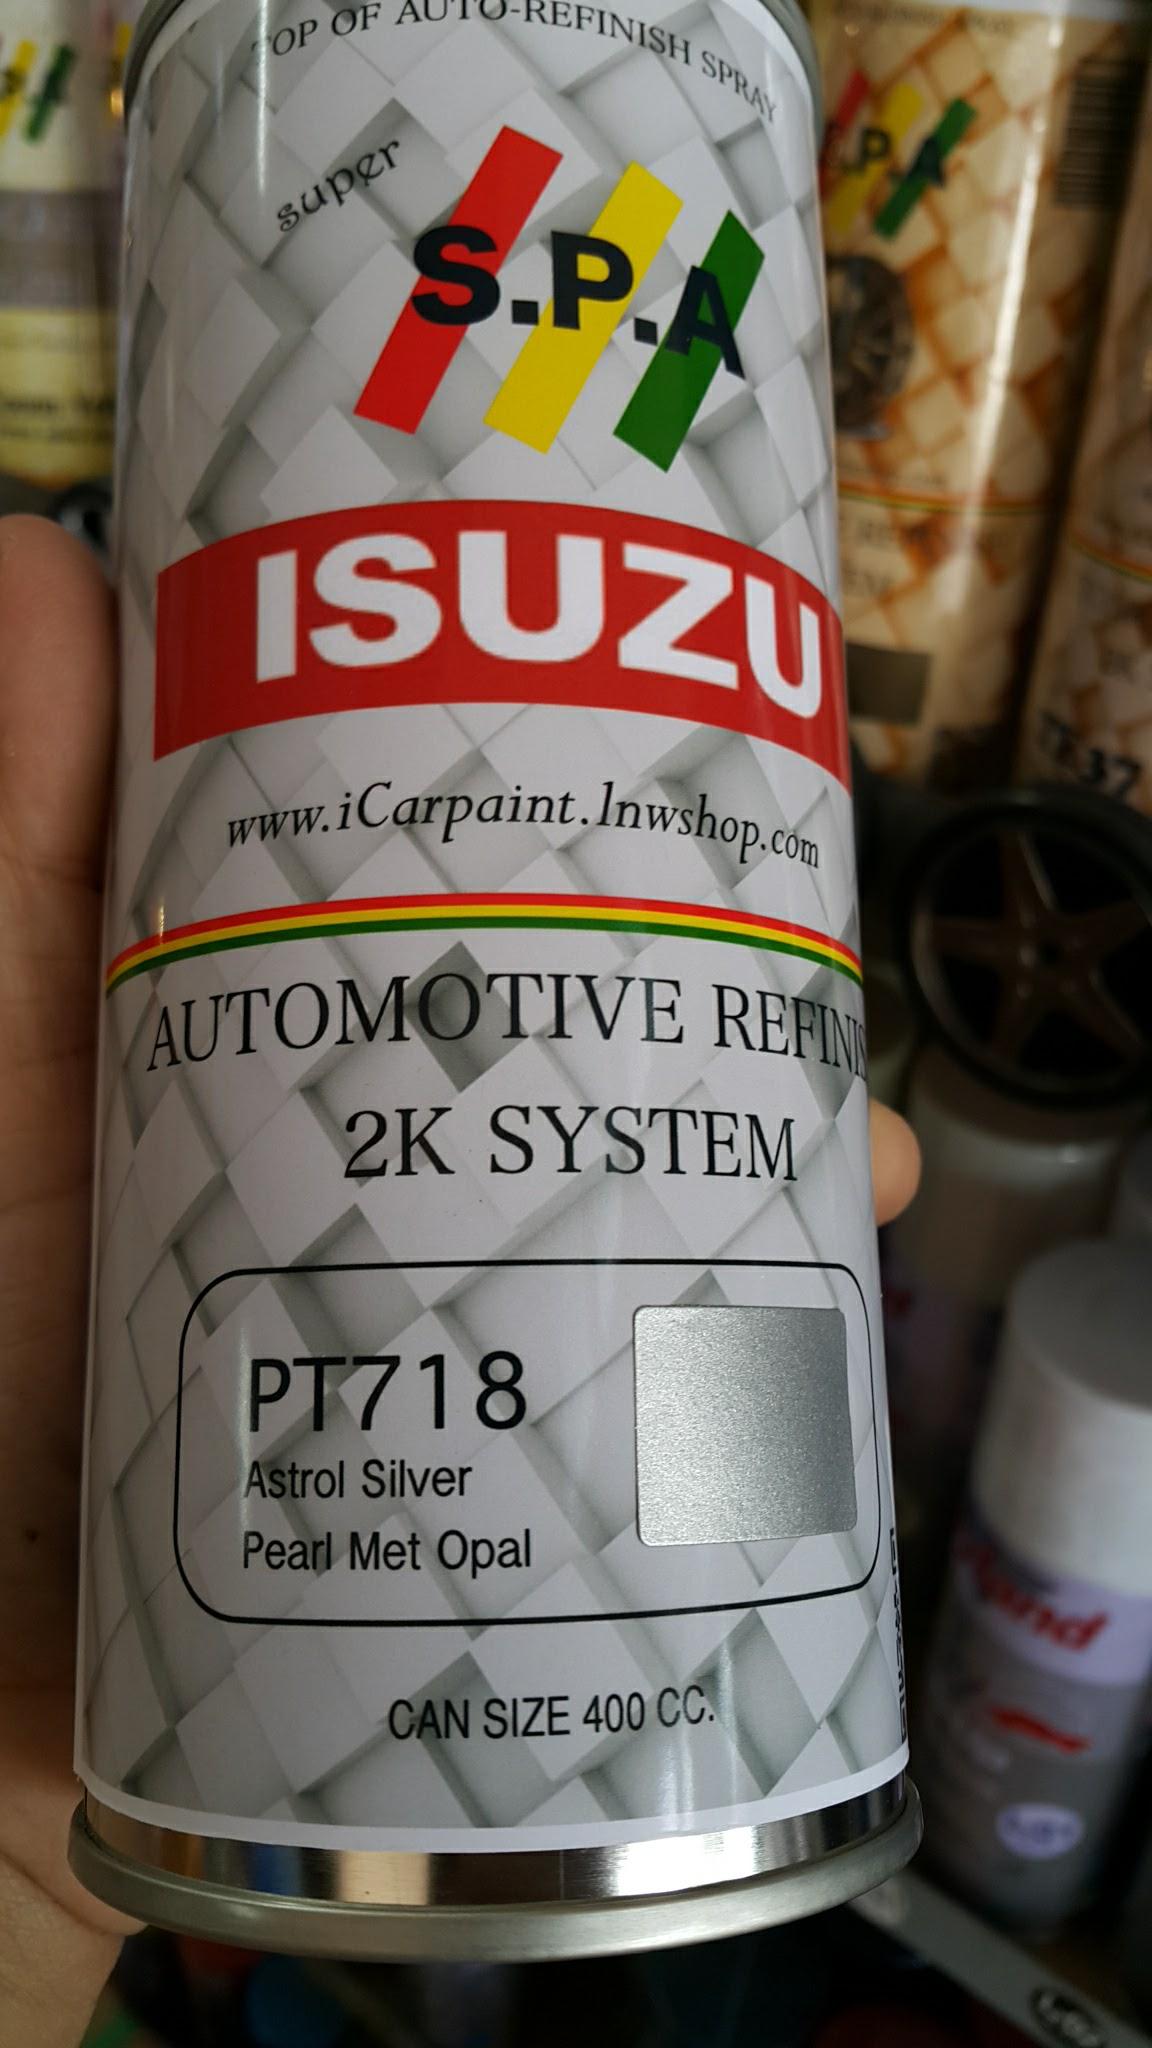 TOP OF AUTO-REFINISH SPRAY
super
S.P.A
ISUZU
www.iCarpaint.lnwshop.com
AUTOMOTIVE REFINIS
2K SYSTEM
PT718
Astrol Silver
Pearl Met Opal
CAN SIZE 400 CC.
S.P.A